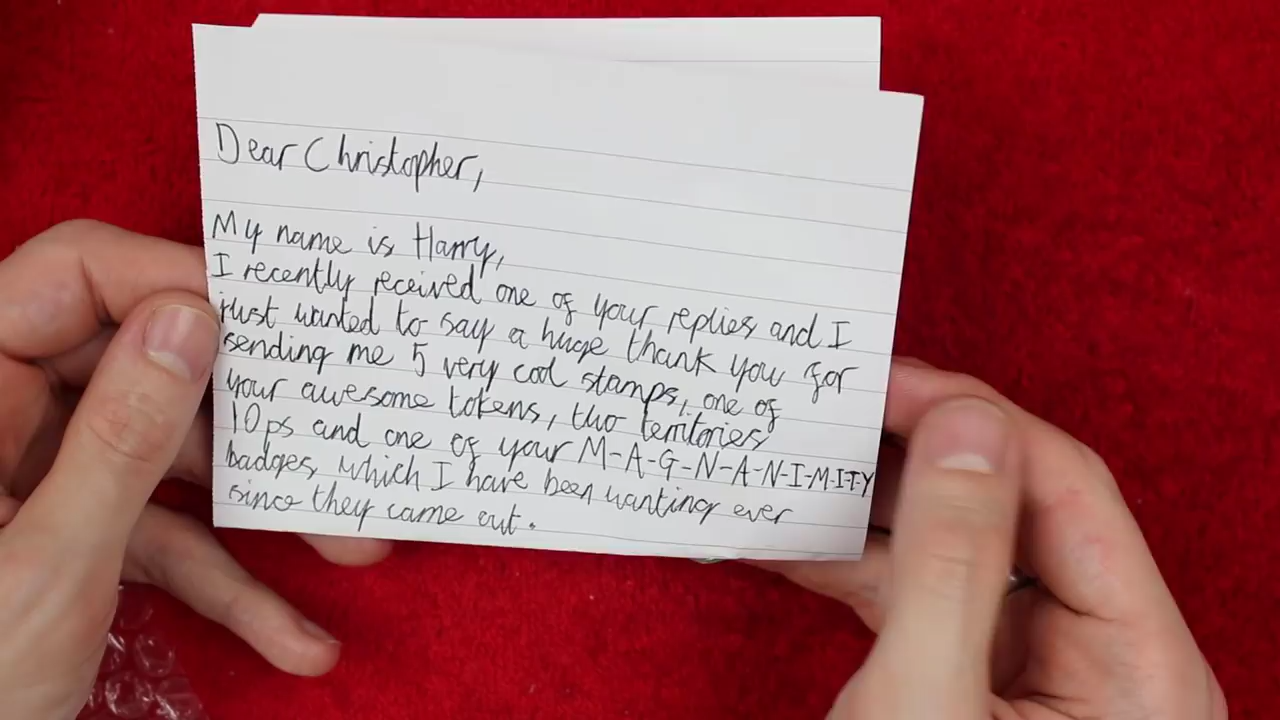 Dear Christopher,
My name is Harry,
I recently received one of your replies and I
just wanted to say a huge thank you for
sending me 5 very cool stamps, one of
your awesome tokens, two territories
10ps and one of your M-A-G-N-A-N-I-M-I-T-Y
badges, which I have been wanting ever
since they came out.